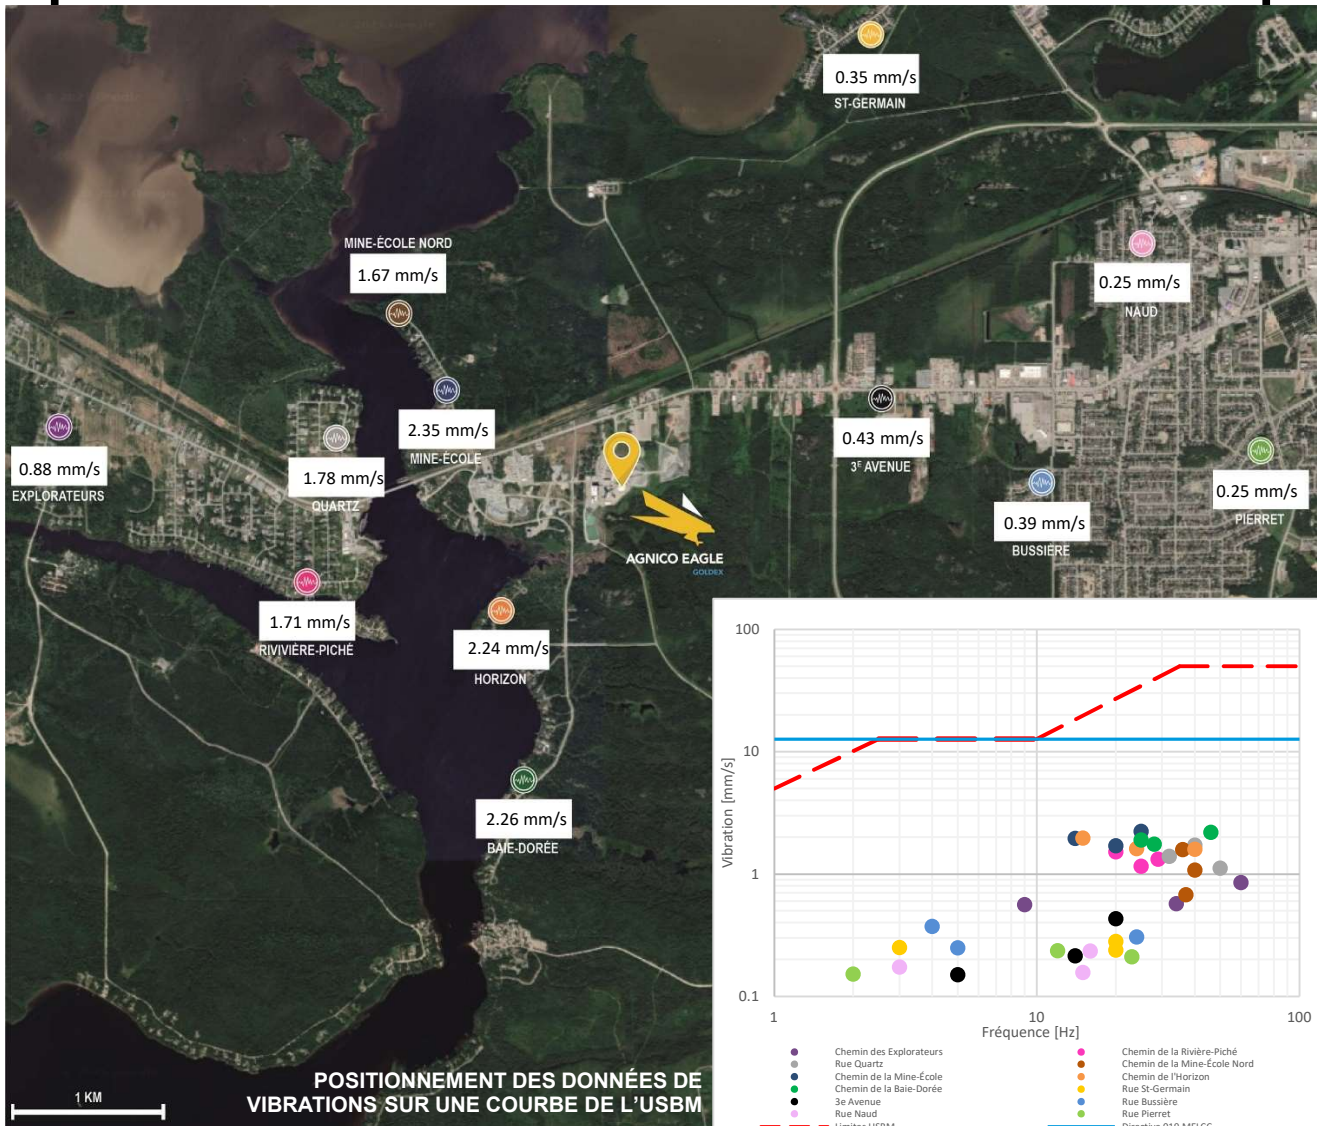 0.35 mm/s
ST-GERMAIN
MINE-ÉCOLE NORD
1.67 mm/s
0.25 mm/s
NAUD
2.35 mm/s
MINE-ÉCOLE
0.43 mm/s
3E AVENUE
0.88 mm/s
EXPLORATEURS
1.78 mm/s
QUARTZ
0.25 mm/s
PIERRET
0.39 mm/s
BUSSIÈRE
AGNICO EAGLE
GOLDEX
1.71 mm/s
RIVIVIÈRE-PICHÉ
2.24 mm/s
HORIZON
2.26 mm/s
BAIE-DORÉE
POSITIONNEMENT DES DONNÉES DE
VIBRATIONS SUR UNE COURBE DE L'USBM
1 KM
100
10
1
0.1
Vibration [mm/s]
1
10
100
Fréquence [Hz]
Chemin des Explorateurs
Chemin de la Rivière-Piché
Rue Quartz
Chemin de la Mine-École Nord
Chemin de la Mine-École
Chemin de l'Horizon
Chemin de la Baie-Dorée
Rue St-Germain
3e Avenue
Rue Bussière
Rue Naud
Rue Pierret
Limites USBM
Directive 019 MELCC